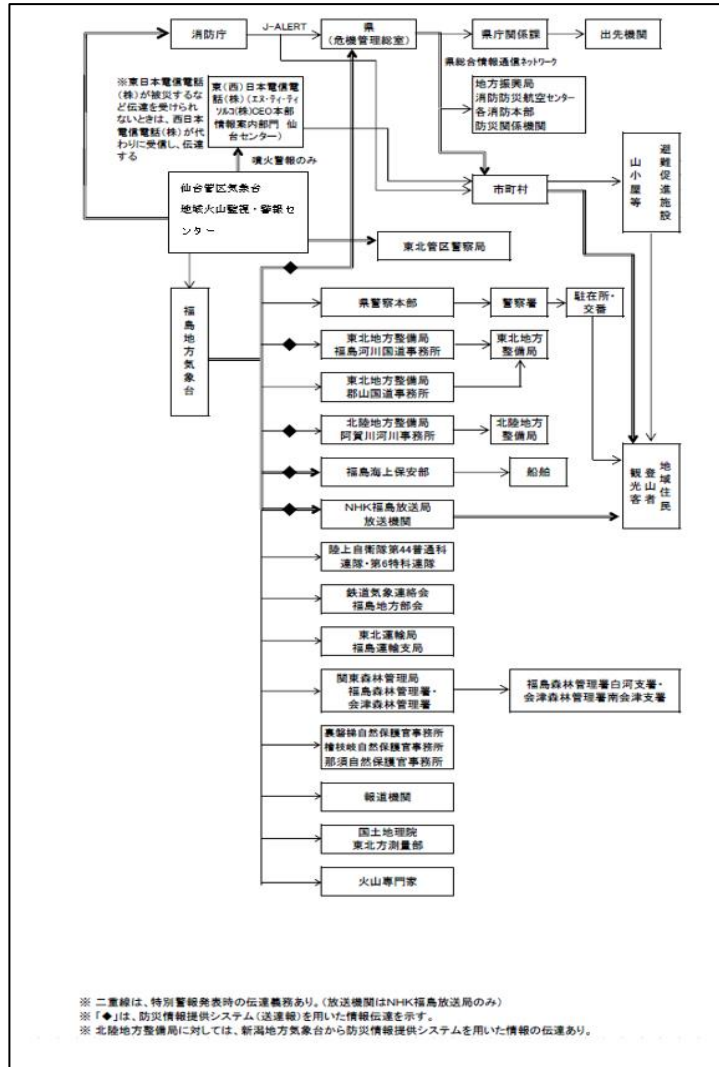 消防庁
J-ALERT
県
(危機管理総室)
県庁関係課
出先機関
県総合情報通信ネットワーク
※東日本電信電話
(株)が被災するな
ど伝達を受けられ
ないときは、西日本
電信電話(株)が代
わりに受信し、伝達
する
東(西)日本電信電
話(株)(エヌ・ティ・ティ
ソルコ(株)CEO本部
情報案内部門 仙
台センター)
地方振興局
消防防災航空センター
各消防本部
防災関係機関
噴火警報のみ
仙台管区気象台
地域火山監視・警報セ
ンター
市町村
避難促進施設
山小屋等
東北管区警察局
福島地方気象台
県警察本部
警察署
駐在所・
交番
東北地方整備局
福島河川国道事務所
東北地方
整備局
東北地方整備局
郡山国道事務所
北陸地方整備局
阿賀川河川事務所
北陸地方
整備局
福島海上保安部
船舶
地域住民
登山者
観光客
NHK福島放送局
放送機関
陸上自衛隊第44普通科
連隊・第6特科連隊
鉄道気象連絡会
福島地方部会
東北運輸局
福島運輸支局
関東森林管理局
福島森林管理署・
会津森林管理署
福島森林管理署白河支署・
会津森林管理署南会津支署
裏磐梯自然保護官事務所
檜枝岐自然保護官事務所
那須自然保護官事務所
報道機関
国土地理院
東北方測量部
火山専門家
※ 二重線は、特別警報発表時の伝達義務あり。(放送機関はNHK福島放送局のみ)
※ 「◆」は、防災情報提供システム(送達報)を用いた情報伝達を示す。
※ 北陸地方整備局に対しては、新潟地方気象台から防災情報提供システムを用いた情報の伝達あり。